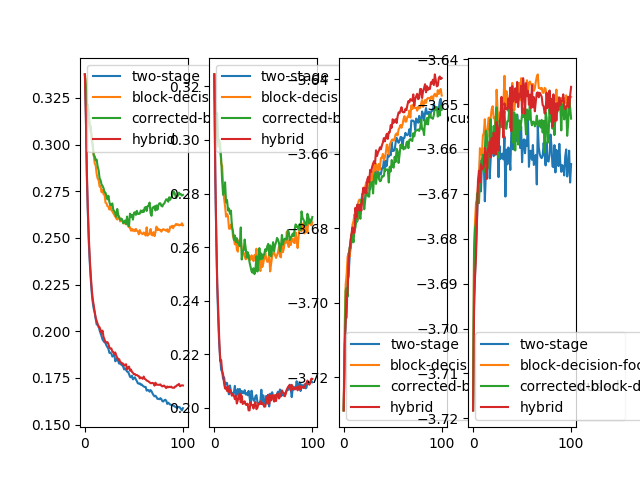 0.325
0.300
0.275
0.250
0.225
0.200
0.175
0.150
0
100
two-stage
block-decis
corrected-b
hybrid
0.32
0.30
0.28
0.26
0.24
0.22
0.20
0
100
two-stage
block-decis
corrected-b
hybrid
−3.64
−3.66
−3.68
−3.70
−3.72
0
100
two-stage
block-decis
corrected-b
hybrid
−3.64
−3.65
−3.66
−3.67
−3.68
−3.69
−3.70
−3.71
−3.72
0
100
two-stage
block-decision-foc
corrected-block-d
hybrid